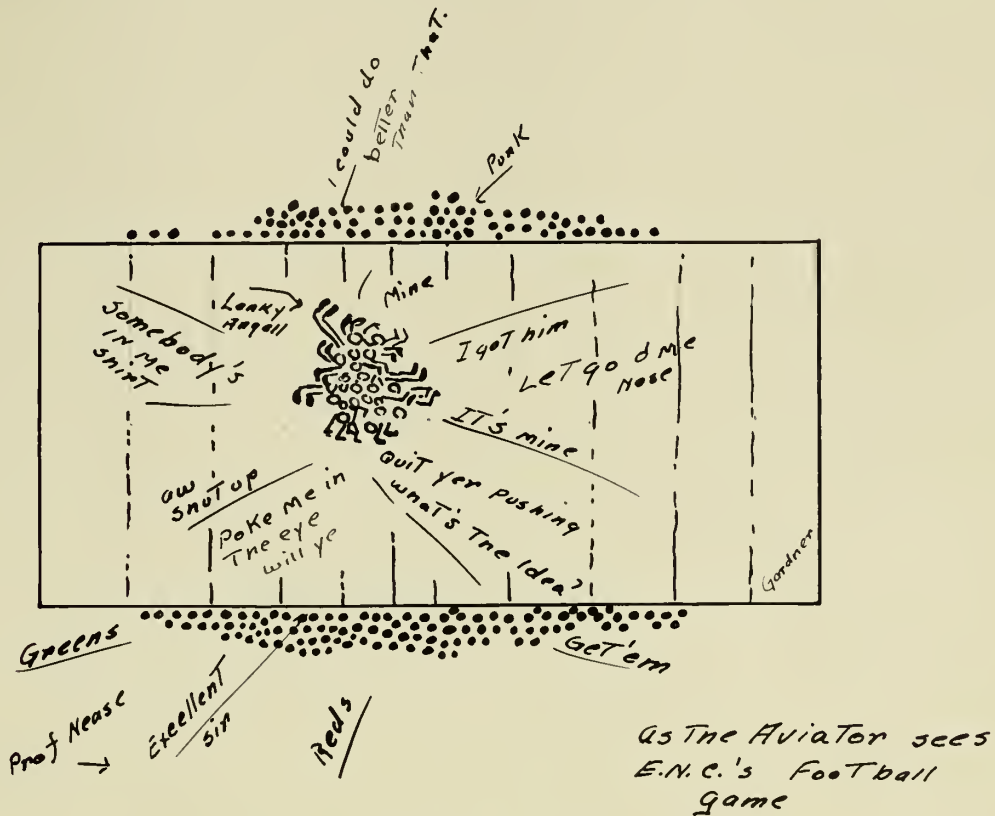 I could do
better
Than That.
Punk
Lanky
Angell
Mine
Somebody's
IN me
shirt
I got him
LeT go d me
Nose
IT's mine
QuiT yer pushing
whaT's The Idea?
aw
shuT up
Poke me in
The eye
will ye
Gardner
Greens
Prof Nease
Excellent
sir
Reds
GeT'em
as The AviaTor sees
E.N.C.'s FooTball
game